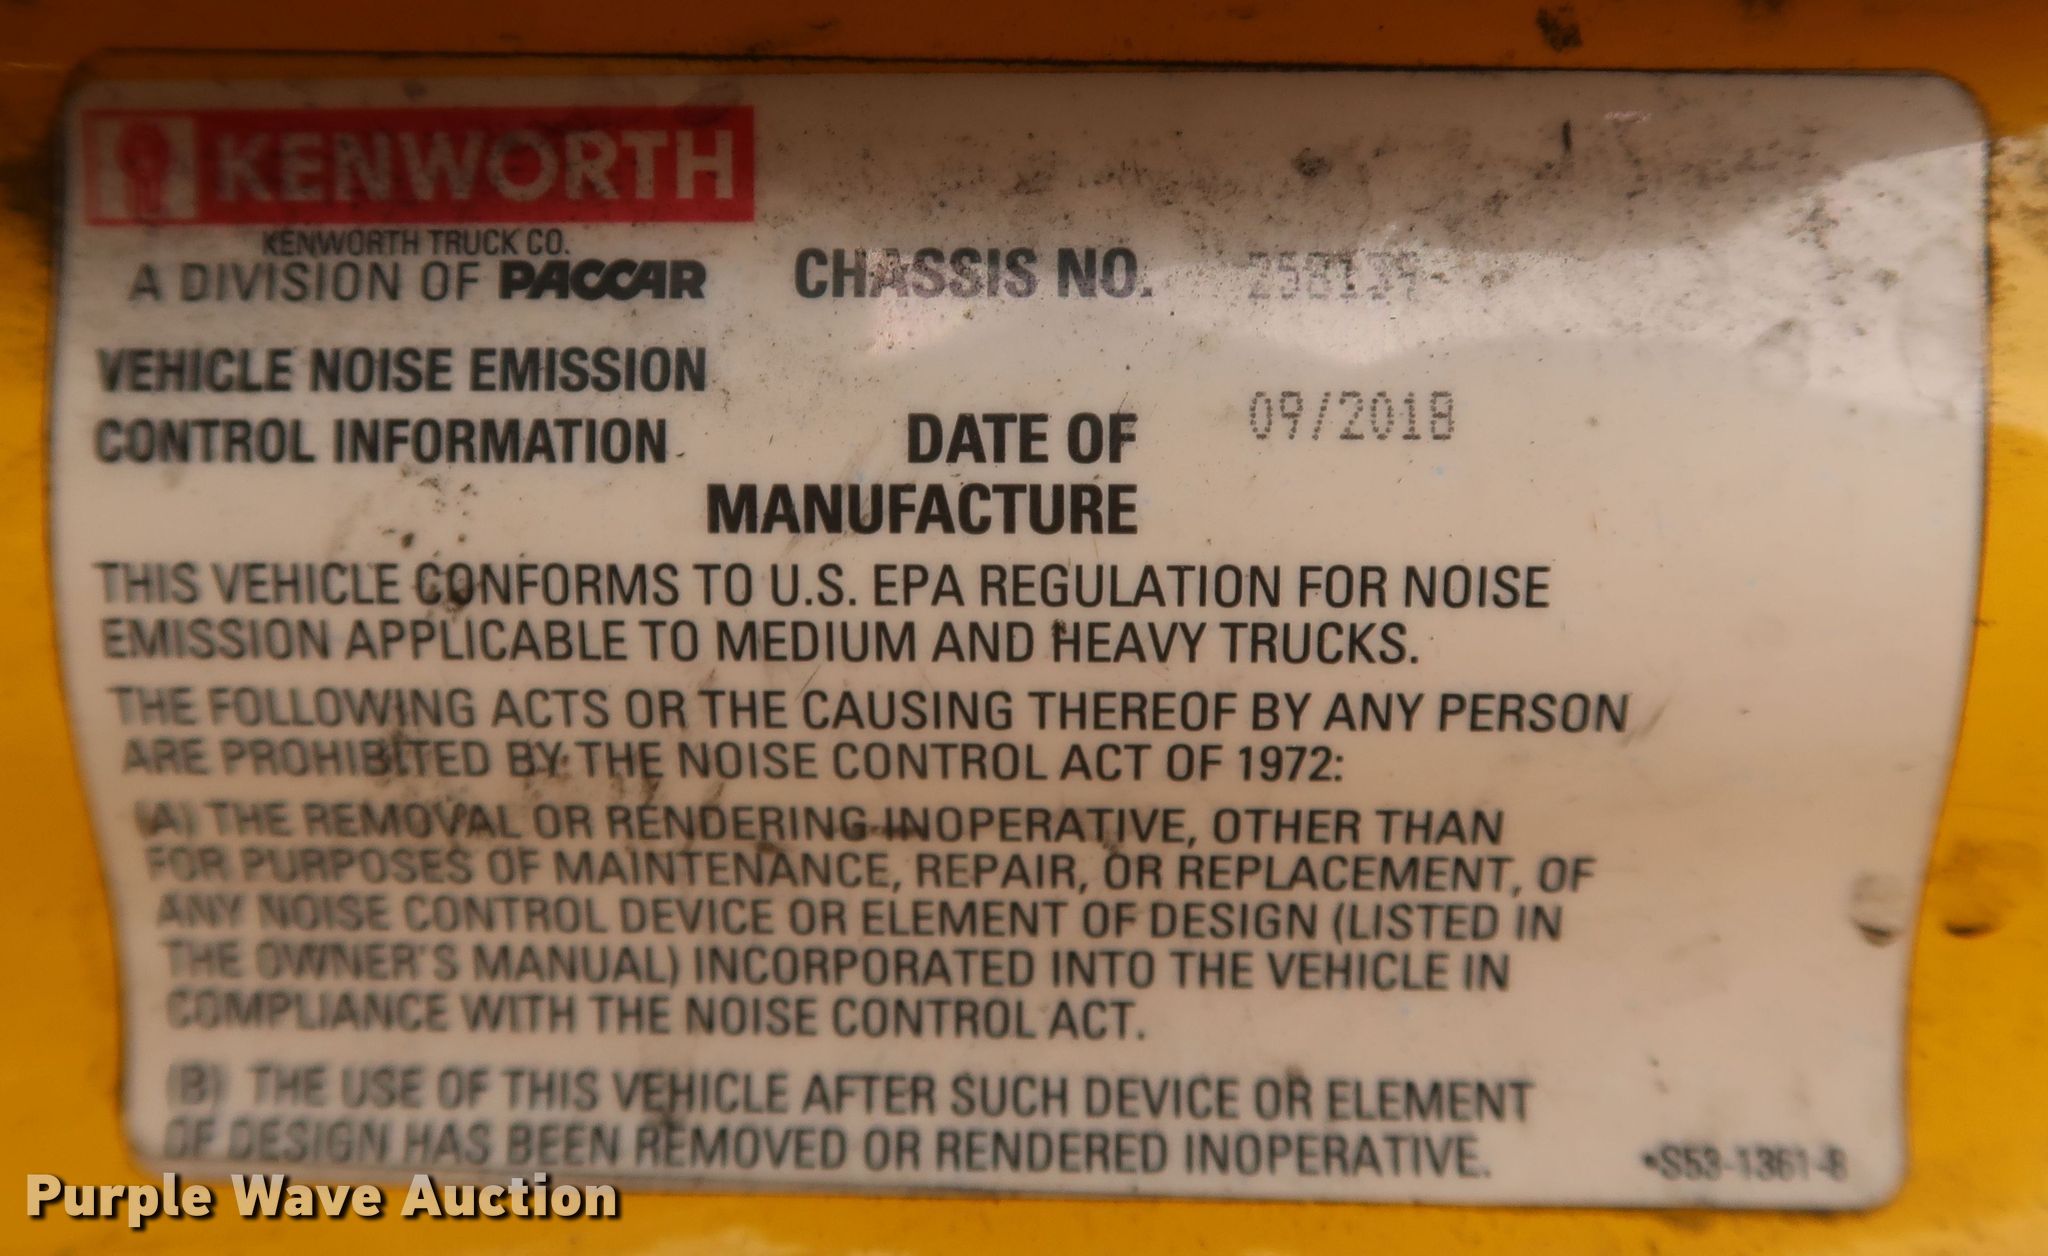 KENWORTH
KENWORTH TRUCK CO.
A DIVISION OF PACCAR
CHASSIS NO.
VEHICLE NOISE EMISSION
CONTROL INFORMATION
DATE OF 09/2018
MANUFACTURE
THIS VEHICLE CONFORMS TO U.S. EPA REGULATION FOR NOISE
EMISSION APPLICABLE TO MEDIUM AND HEAVY TRUCKS.
THE FOLLOWING ACTS OR THE CAUSING THEREOF BY ANY PERSON
ARE PROHIBITED BY THE NOISE CONTROL ACT OF 1972:
(A) THE REMOVAL OR RENDERING INOPERATIVE, OTHER THAN
FOR PURPOSES OF MAINTENANCE, REPAIR, OR REPLACEMENT, OF
ANY NOISE CONTROL DEVICE OR ELEMENT OF DESIGN (LISTED IN
THE OWNER'S MANUAL) INCORPORATED INTO THE VEHICLE IN
COMPLIANCE WITH THE NOISE CONTROL ACT.
(B) THE USE OF THIS VEHICLE AFTER SUCH DEVICE OR ELEMENT
OF DESIGN HAS BEEN REMOVED OR RENDERED INOPERATIVE.
*S53-1361-8
Purple Wave Auction